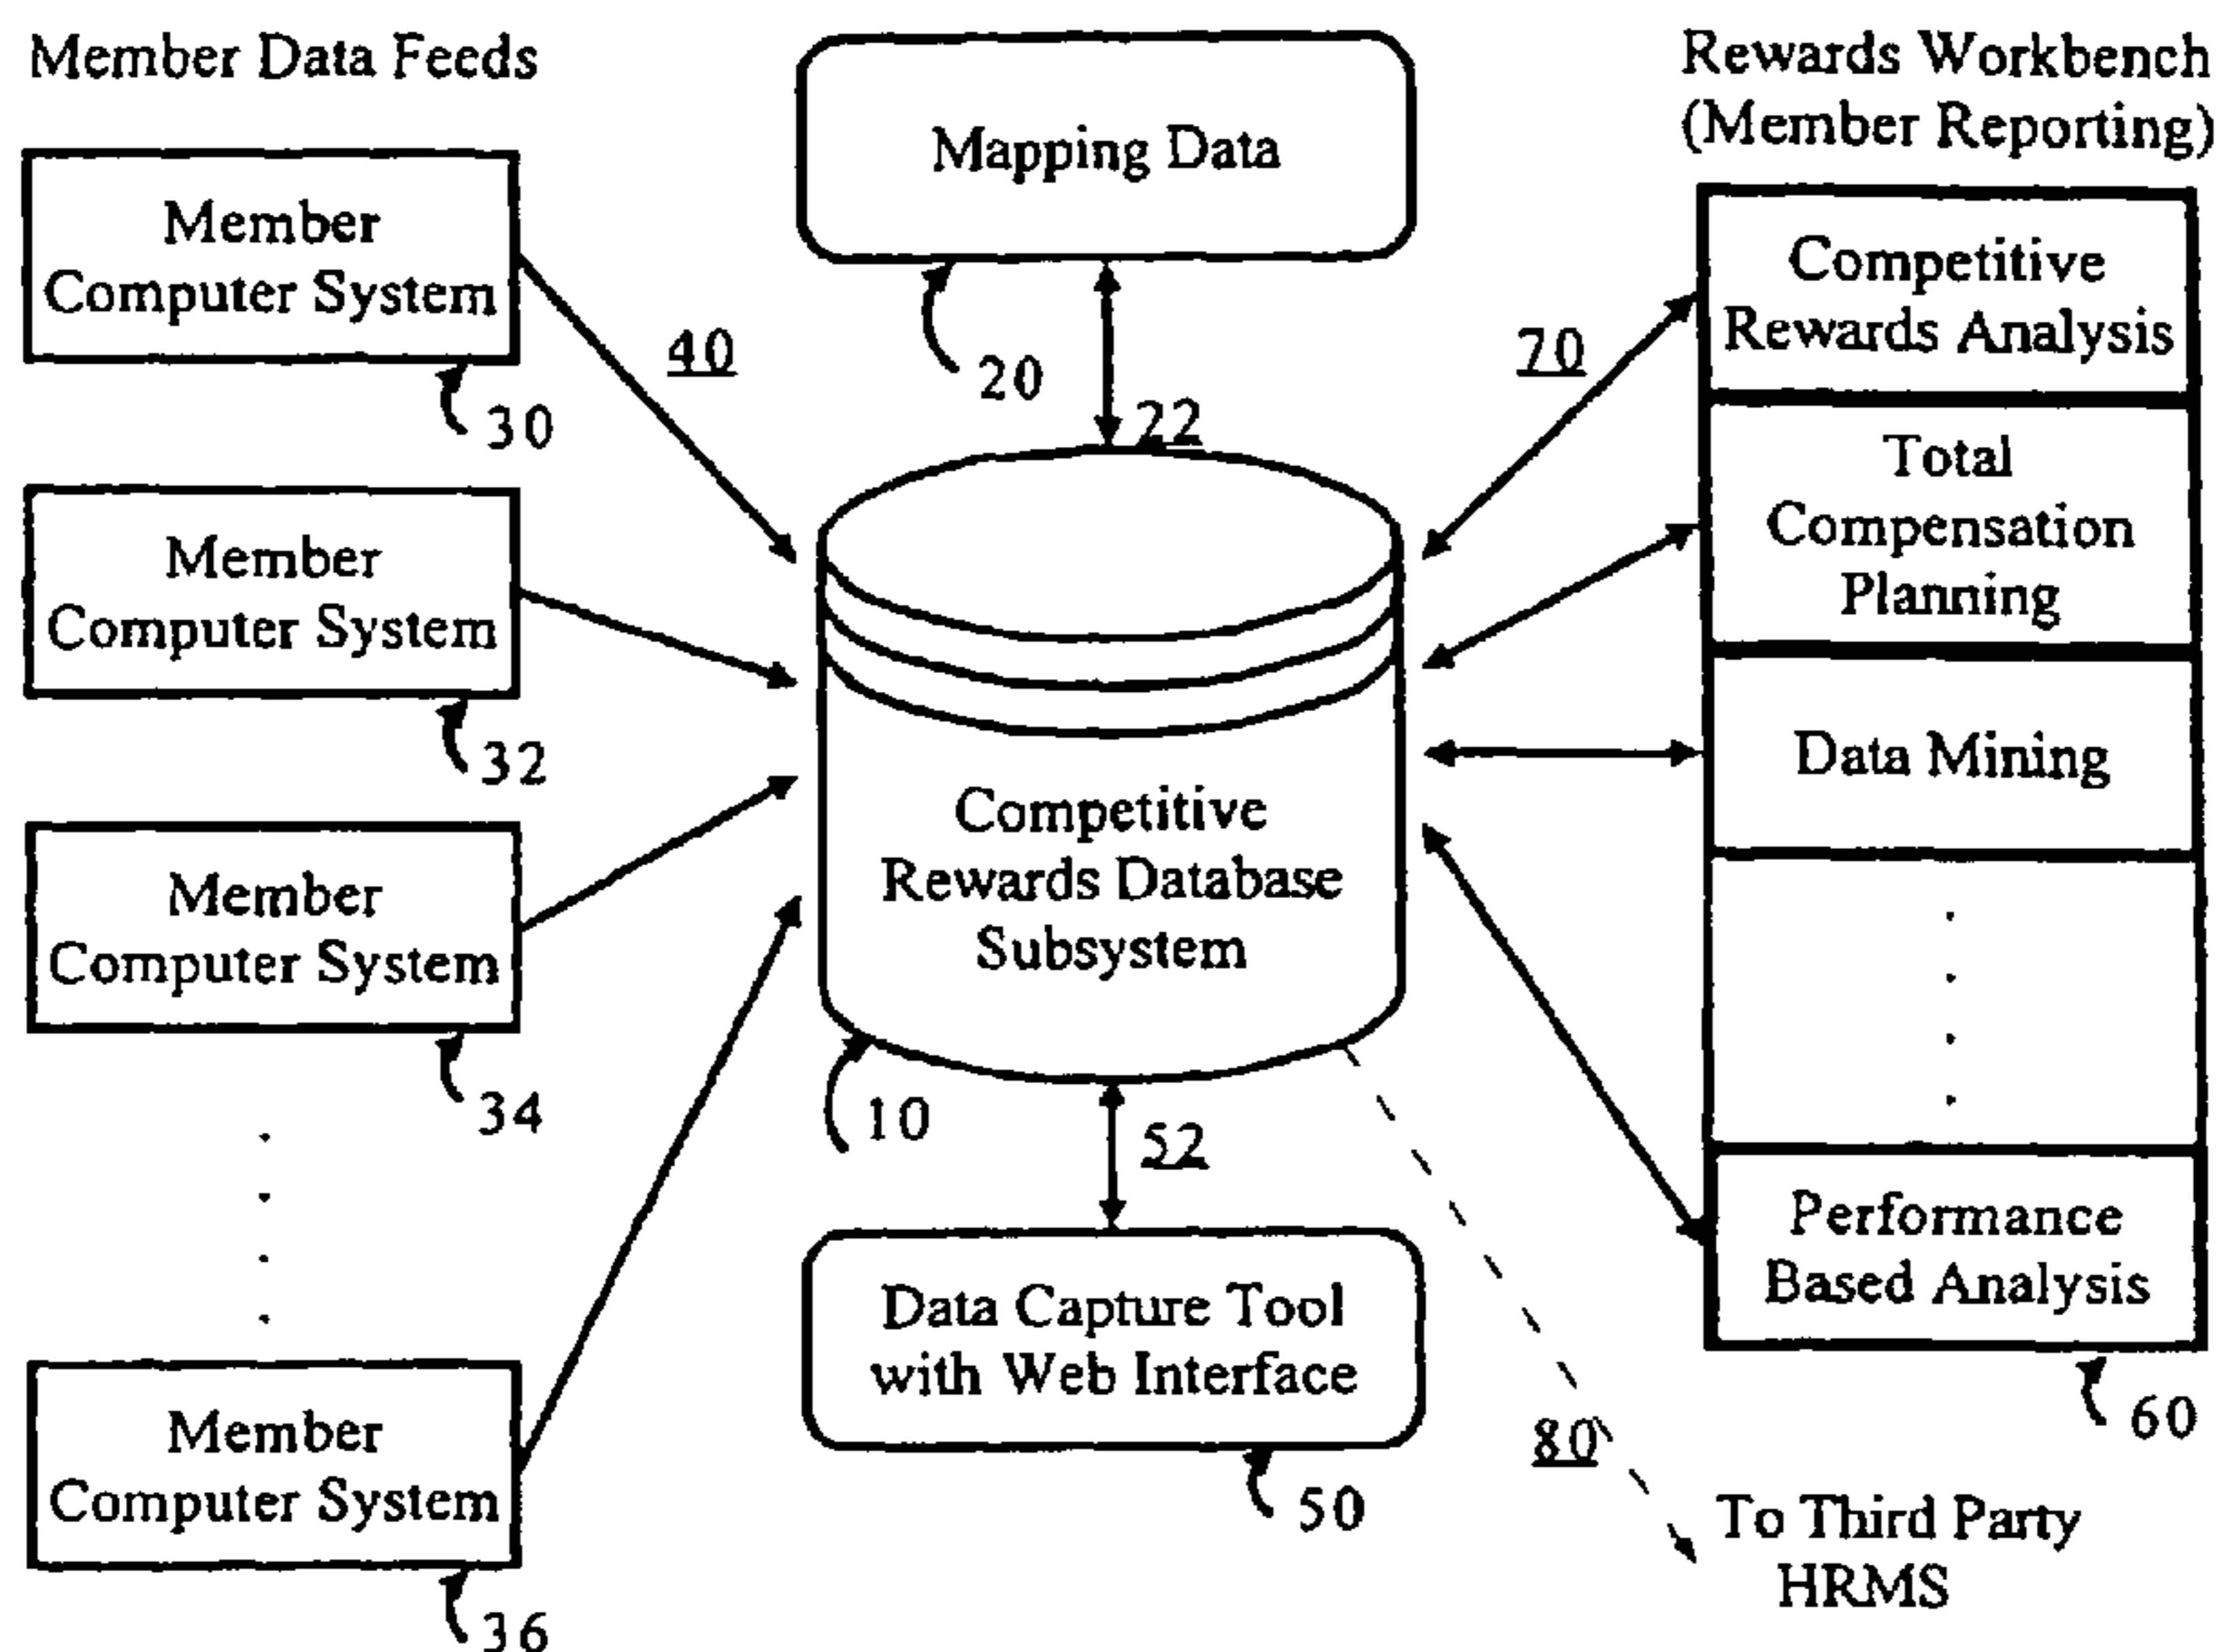 Member Data Feeds
Member
Computer System
30
Member
Computer System
32
Member
Computer System
34
Member
Computer System
36
40
Mapping Data
20
22
Competitive
Rewards Database
Subsystem
10
52
Data Capture Tool
with Web Interface
50
Rewards Workbench
(Member Reporting)
70
Competitive
Rewards Analysis
Total
Compensation
Planning
Data Mining
Performance
Based Analysis
60
80
To Third Party
HRMS